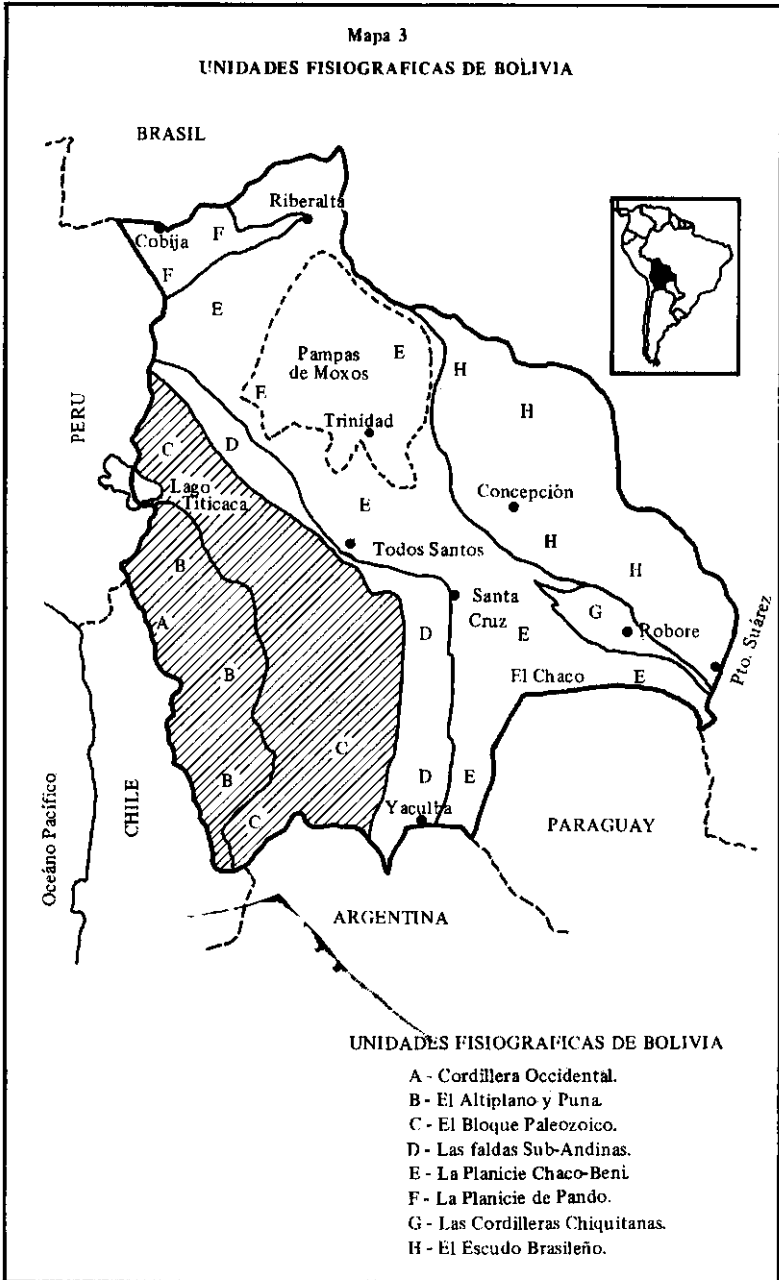 Mapa 3
UNIDADES FISIOGRAFICAS DE BOLIVIA
BRASIL
Riberalta
Cobija
F
F
E
Pampas
de Moxos
E
E
H
H
PERU
Trinidad
C
D
Lago
Titicaca
E
Concepción
Todos Santos
H
H
B
A
Santa
Cruz
G
Robore
Pto. Suárez
D
E
B
El Chaco
E
C
B
D
E
C
Yaculba
Oceáno Pacífico
CHILE
PARAGUAY
ARGENTINA
UNIDADES FISIOGRAFICAS DE BOLIVIA
A - Cordillera Occidental.
B - El Altiplano y Puna.
C - El Bloque Paleozoico.
D - Las faldas Sub-Andinas.
E - La Planicie Chaco-Beni.
F - La Planicie de Pando.
G - Las Cordilleras Chiquitanas.
H - El Escudo Brasileño.